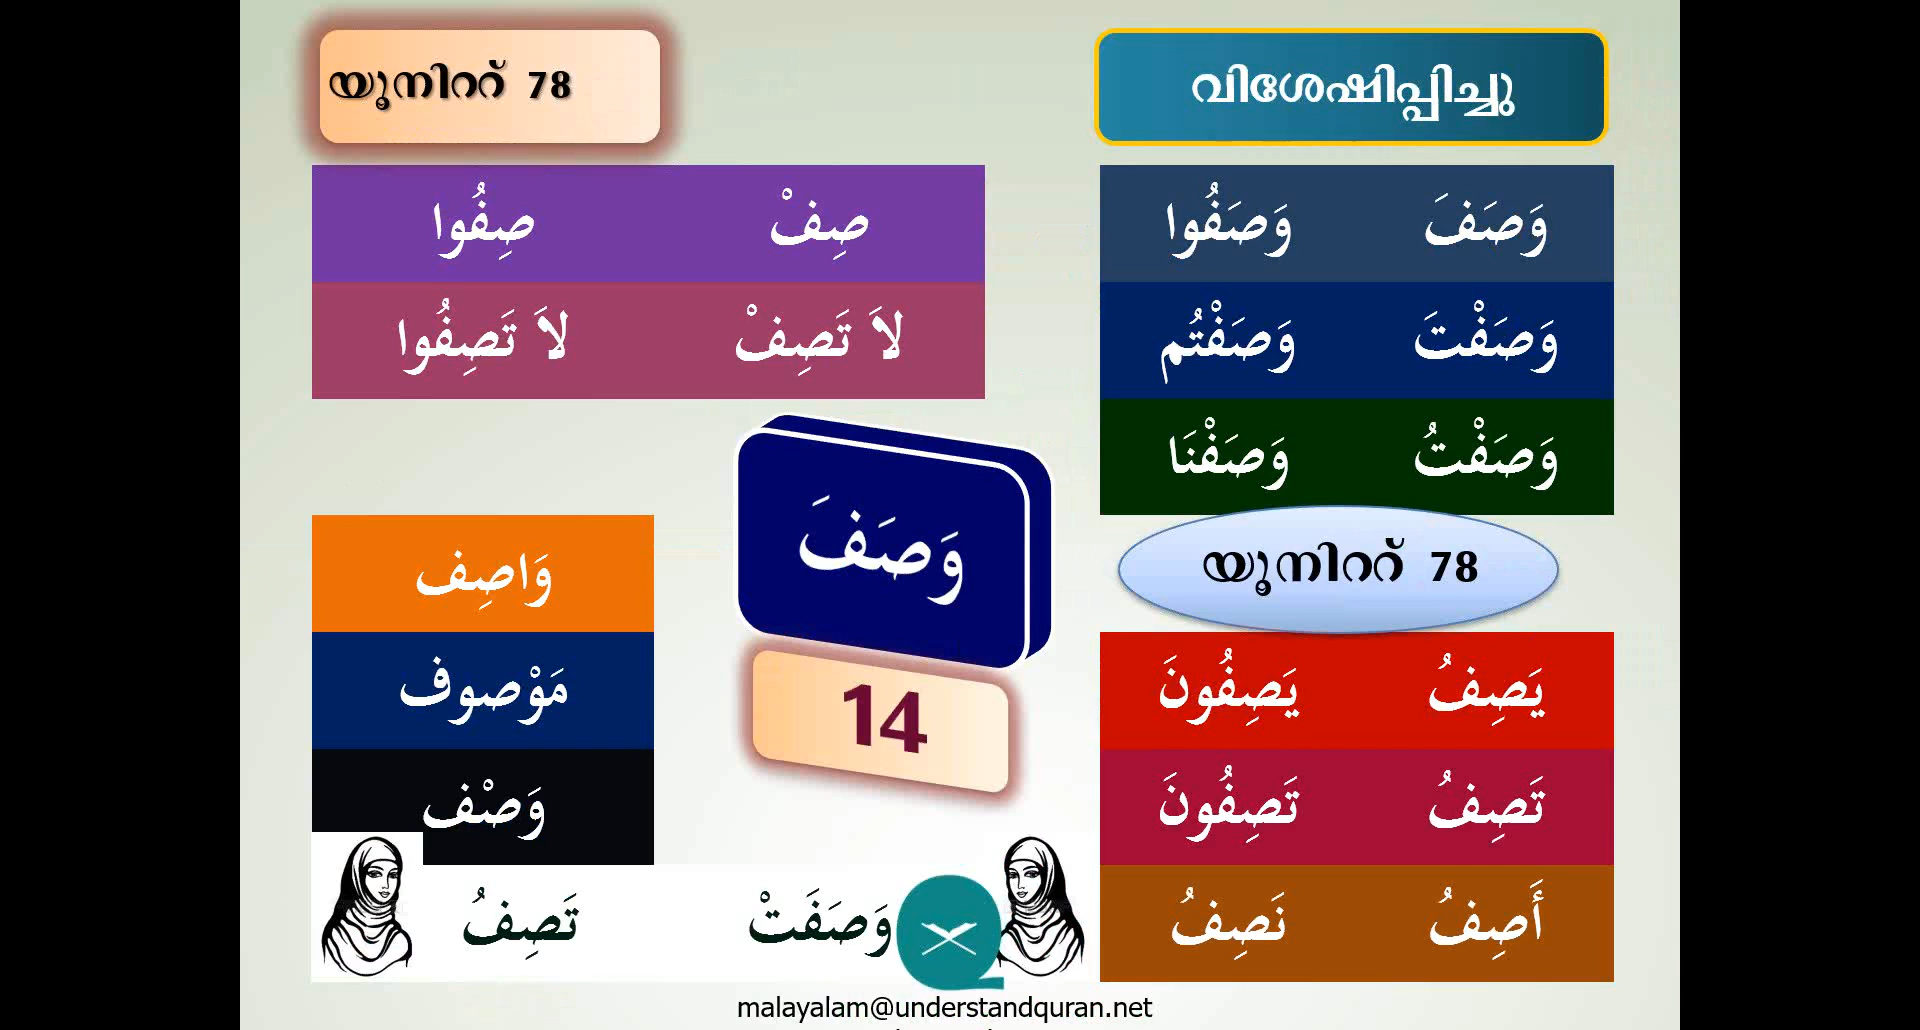 യൂനിററ് 78
വിശേഷിപ്പിച്ചു
وَصَفَ وَصَفُوا
وَصَفْتَ وَصَفْتُم
وَصَفْتُ وَصَفْنَا
صِفْ صِفُوا
لاَ تَصِفْ لاَ تَصِفُوا
وَصَفَ
14
യൂനിററ് 78
يَصِفُ يَصِفُونَ
تَصِفُ تَصِفُونَ
أَصِفُ نَصِفُ
وَاصِف
مَوْصوف
وَصْف
وَصَفَتْ تَصِفُ
malayalam@understandquran.net